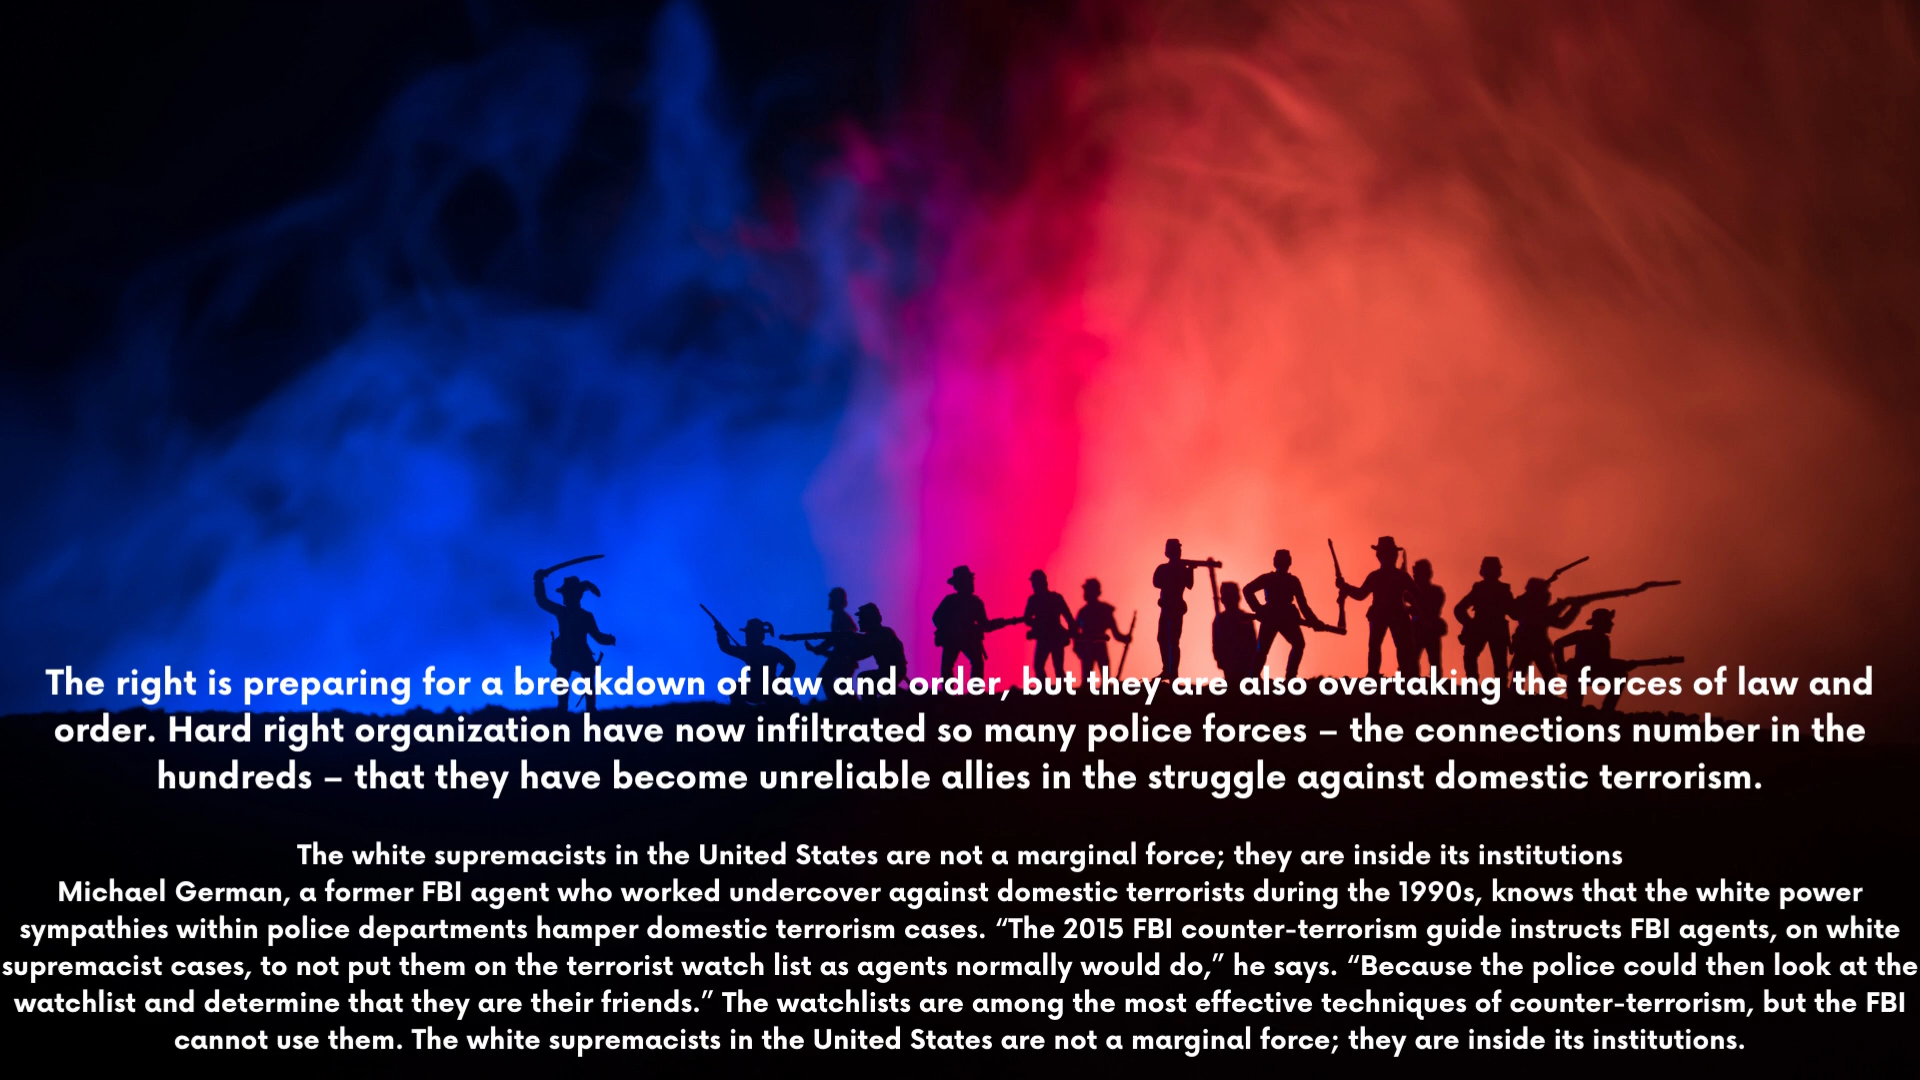 The right is preparing for a breakdown of law and order, but they are also overtaking the forces of law and
order. Hard right organization have now infiltrated so many police forces – the connections number in the
hundreds – that they have become unreliable allies in the struggle against domestic terrorism.
The white supremacists in the United States are not a marginal force; they are inside its institutions
Michael German, a former FBI agent who worked undercover against domestic terrorists during the 1990s, knows that the white power
sympathies within police departments hamper domestic terrorism cases. “The 2015 FBI counter-terrorism guide instructs FBI agents, on white
supremacist cases, to not put them on the terrorist watch list as agents normally would do,” he says. “Because the police could then look at the
watchlist and determine that they are their friends.” The watchlists are among the most effective techniques of counter-terrorism, but the FBI
cannot use them. The white supremacists in the United States are not a marginal force; they are inside its institutions.